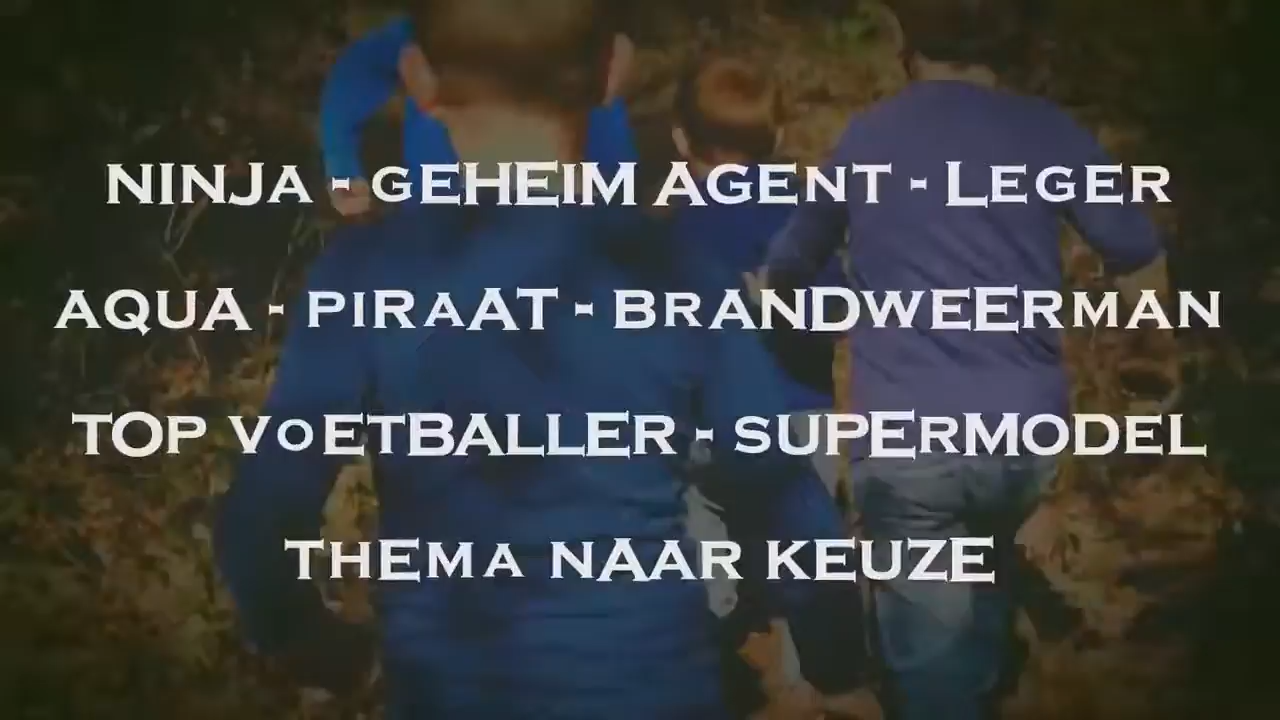 NINJA - GEHEIM AGENT - LEGER
AQUA - PIRAAT - BRANDWEERMAN
TOP VOETBALLER - SUPERMODEL
THEMA NAAR KEUZE